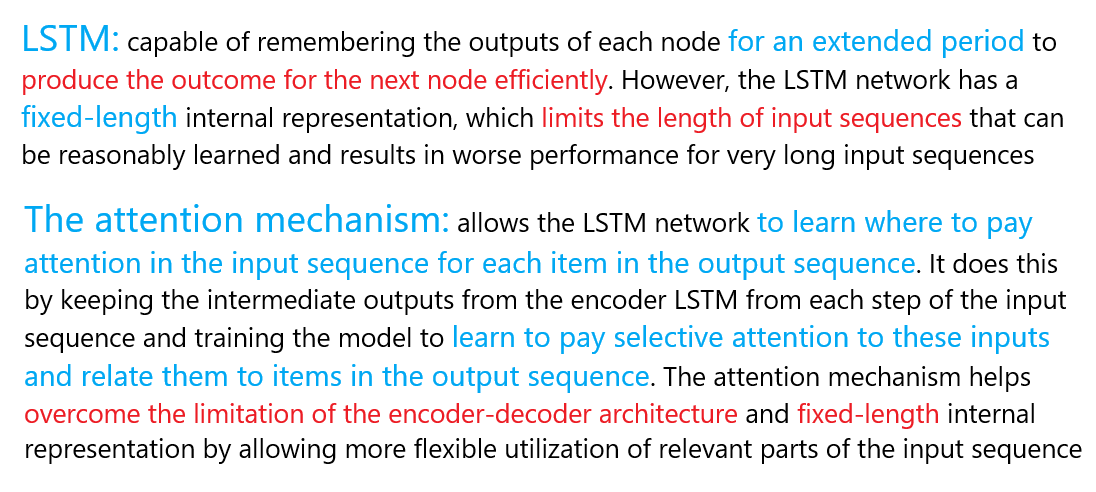 LSTM: capable of remembering the outputs of each node for an extended period to
produce the outcome for the next node efficiently. However, the LSTM network has a
fixed-length internal representation, which limits the length of input sequences that can
be reasonably learned and results in worse performance for very long input sequences
The attention mechanism: allows the LSTM network to learn where to pay
attention in the input sequence for each item in the output sequence. It does this
by keeping the intermediate outputs from the encoder LSTM from each step of the input
sequence and training the model to learn to pay selective attention to these inputs
and relate them to items in the output sequence. The attention mechanism helps
overcome the limitation of the encoder-decoder architecture and fixed-length internal
representation by allowing more flexible utilization of relevant parts of the input sequence